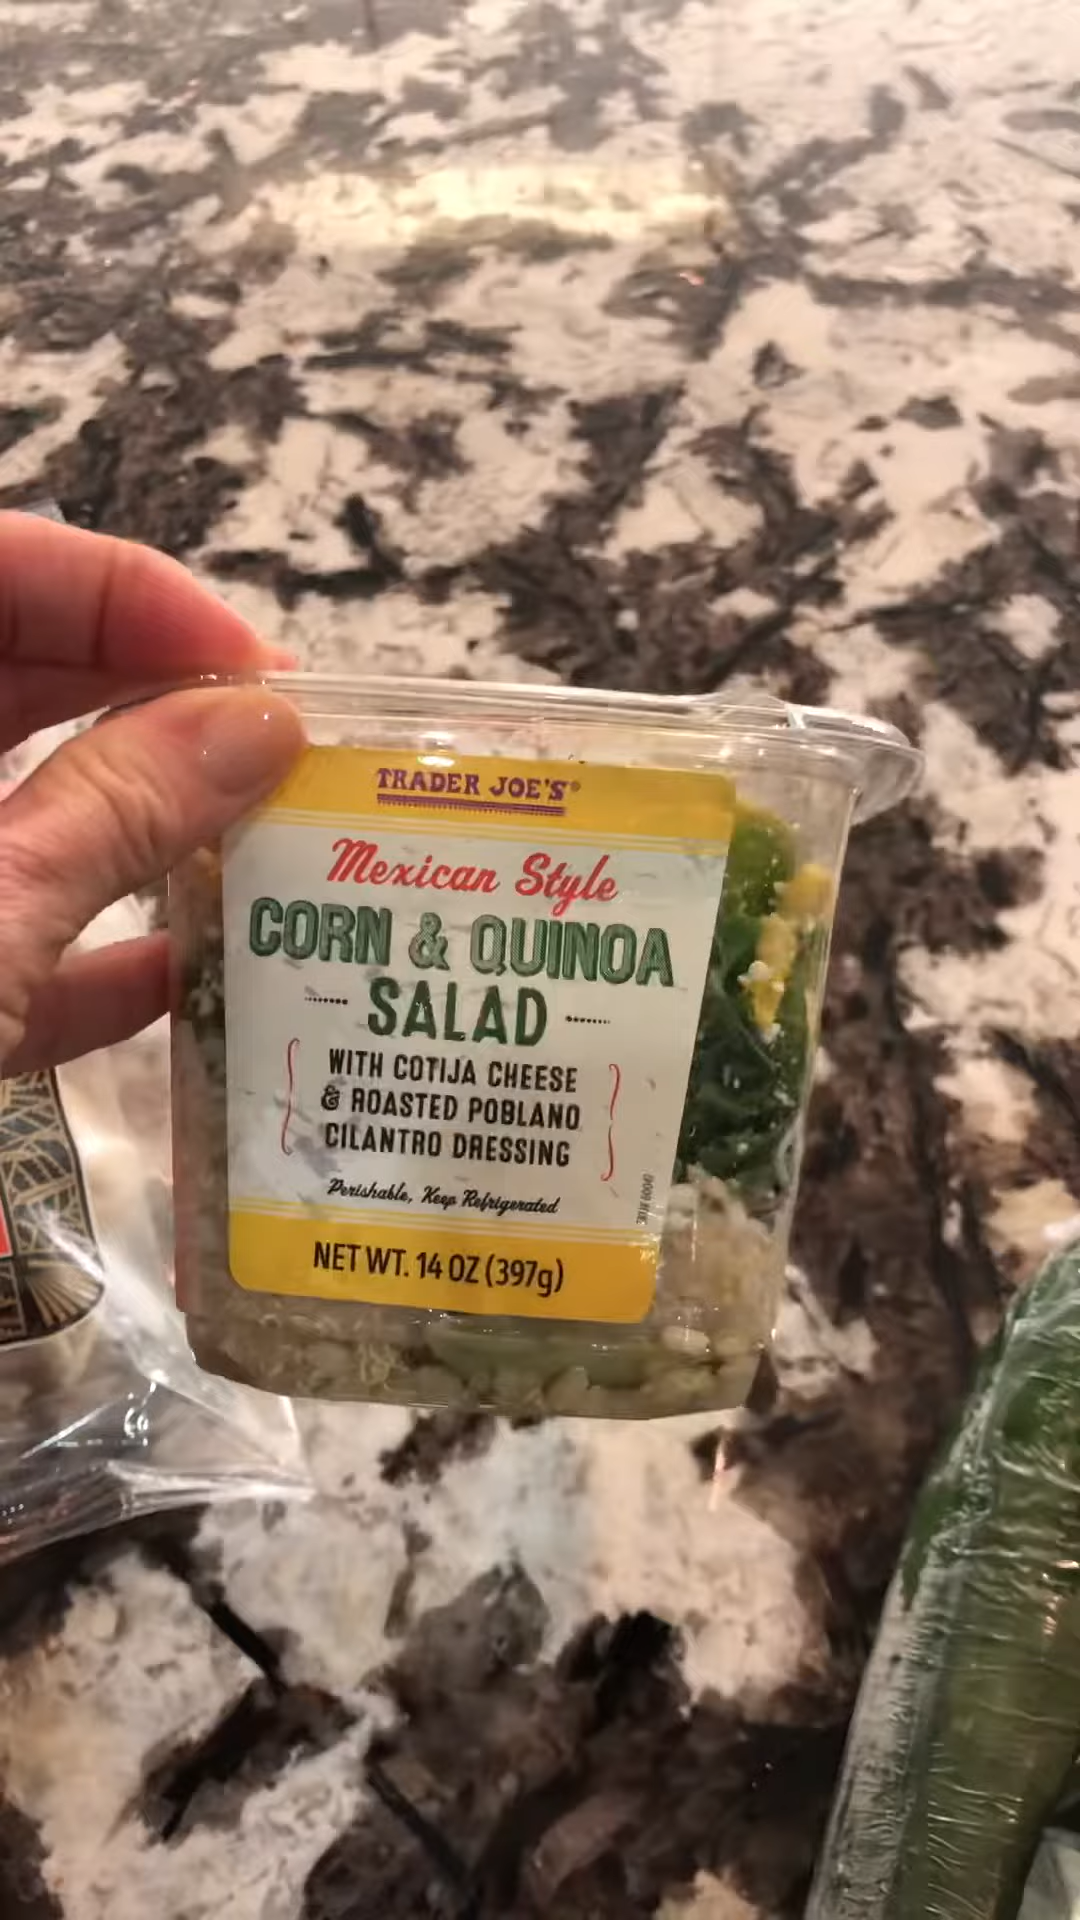 TRADER JOE'S®
Mexican Style
CORN & QUINOA
SALAD
WITH COTIJA CHEESE
& ROASTED POBLANO
CILANTRO DRESSING
Perishable, Keep Refrigerated
NET WT. 14 OZ (397g)